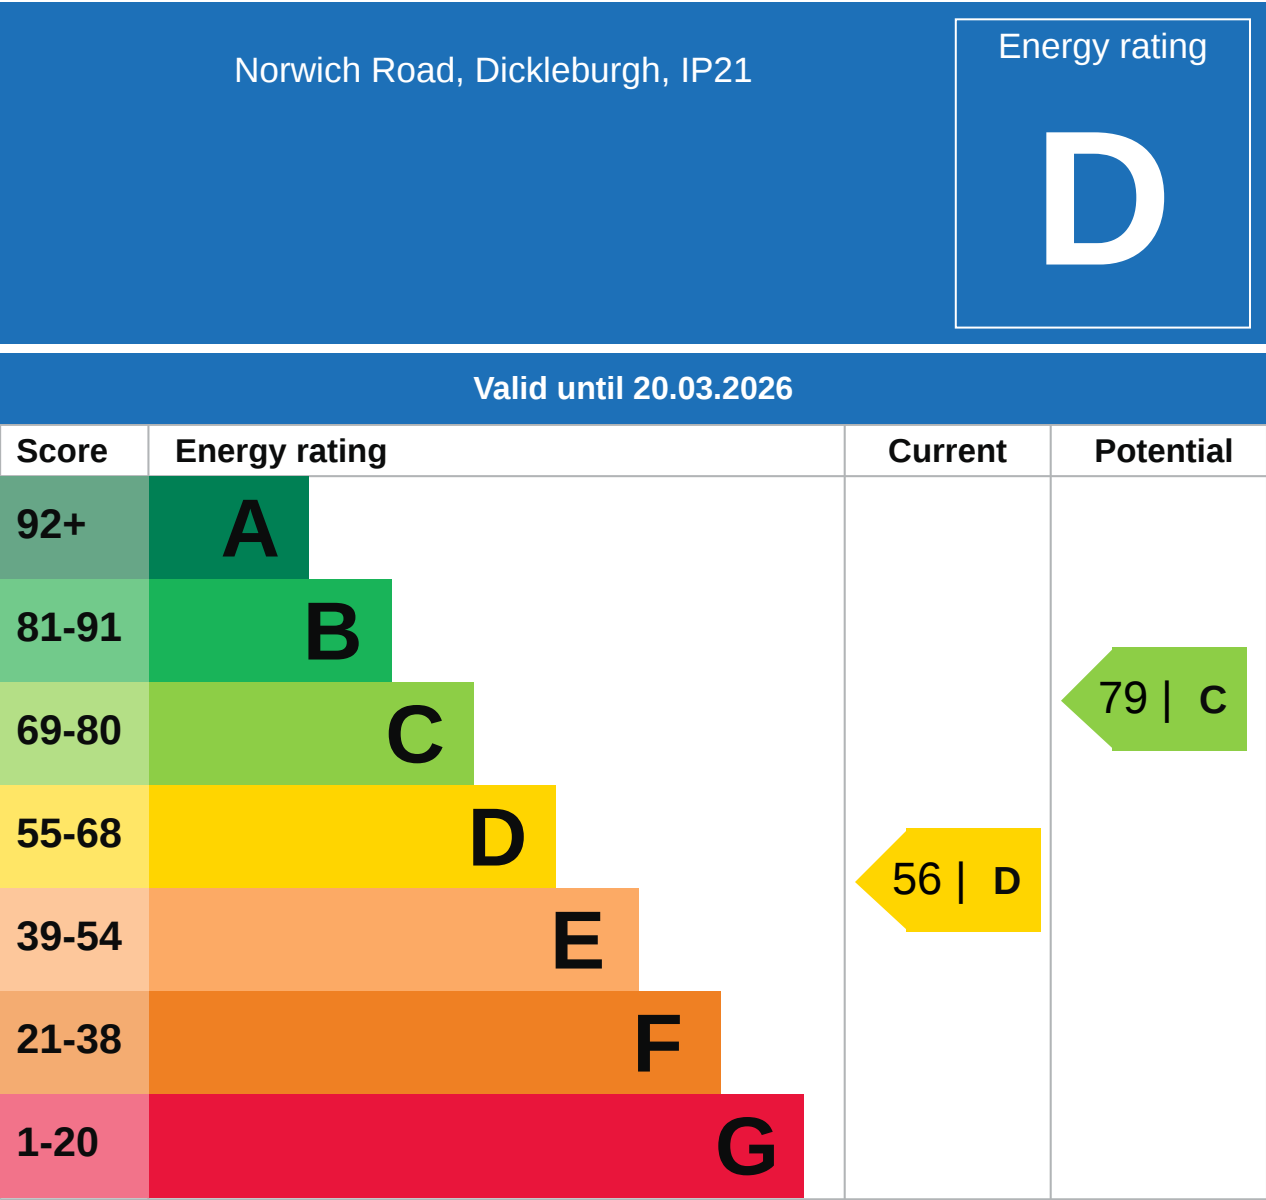 Norwich Road, Dickleburgh, IP21
Energy rating
D
Valid until 20.03.2026
Score Energy rating Current Potential
92+ A
81-91 B
69-80 C
79 | C
55-68 D
56 | D
39-54 E
21-38 F
1-20 G